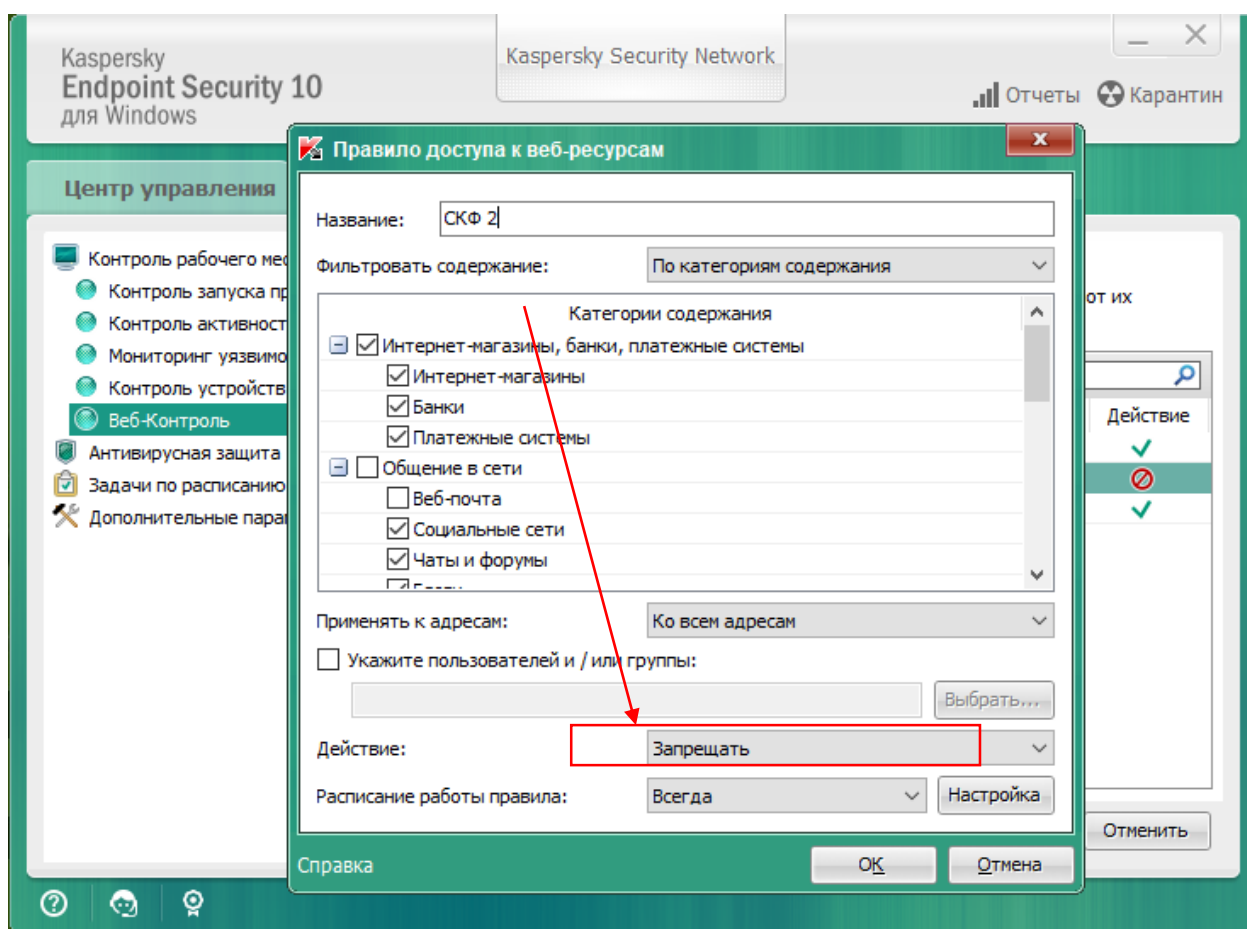 Kaspersky
Endpoint Security 10
для Windows
Kaspersky Security Network
Отчеты
Карантин
Центр управления
Контроль рабочего мес
Контроль запуска пр
Контроль активност
Мониторинг уязвимо
Контроль устройств
Веб-Контроль
Антивирусная защита
Задачи по расписанию
Дополнительные пара
Правило доступа к веб-ресурсам
Название: СКФ 2
Фильтровать содержание: По категориям содержания
Категории содержания
Интернет-магазины, банки, платежные системы
Интернет-магазины
Банки
Платежные системы
Общение в сети
Веб-почта
Социальные сети
Чаты и форумы
Применять к адресам: Ко всем адресам
Укажите пользователей и / или группы:
Выбрать...
Действие: Запрещать
Расписание работы правила: Всегда Настройка
Справка
ОК
Отмена
от их
Действие
Отменить